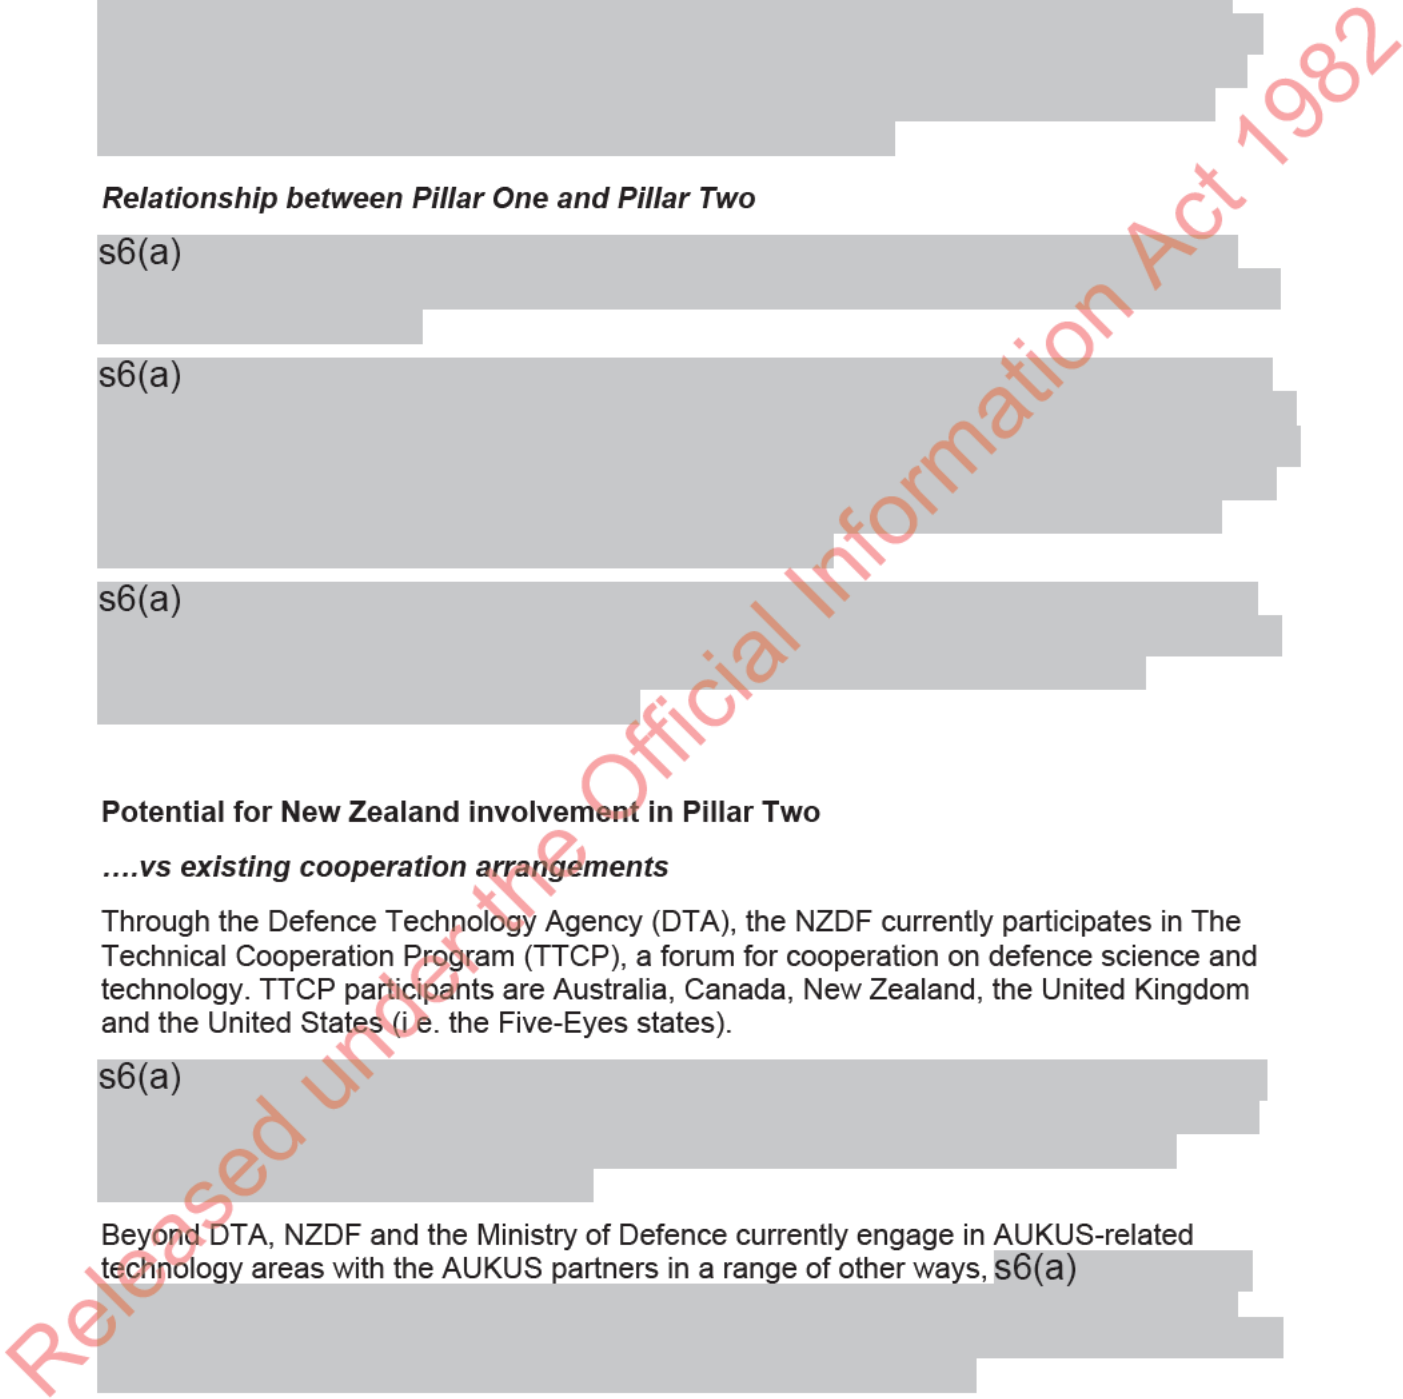 Relationship between Pillar One and Pillar Two
s6(a)
s6(a)
s6(a)
Potential for New Zealand involvement in Pillar Two
....vs existing cooperation arrangements
Through the Defence Technology Agency (DTA), the NZDF currently participates in The
Technical Cooperation Program (TTCP), a forum for cooperation on defence science and
technology. TTCP participants are Australia, Canada, New Zealand, the United Kingdom
and the United States (i.e. the Five-Eyes states).
s6(a)
Beyond DTA, NZDF and the Ministry of Defence currently engage in AUKUS-related
technology areas with the AUKUS partners in a range of other ways, s6(a)
Released under the Official Information Act 1982